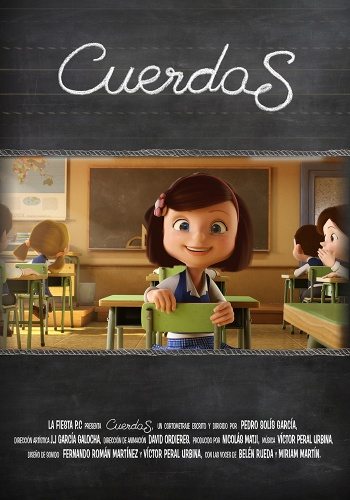 Cuerdas
LA FIESTA P.C PRESENTA Cuerdas, UN CORTOMETRAJE ESCRITO Y DIRIGIDO POR PEDRO SOLÍS GARCÍA,
DIRECCIÓN ARTÍSTICA J.J GARCÍA GALOCHA, DIRECCIÓN DE ANIMACIÓN DAVID ORDIERES, PRODUCIDO POR NICOLÁS MATJI, MÚSICA VÍCTOR PERAL URBINA,
DISEÑO DE SONIDO FERNANDO ROMÁN MARTÍNEZ Y VÍCTOR PERAL URBINA, CON LAS VOCES DE BELÉN RUEDA Y MIRIAM MARTÍN.